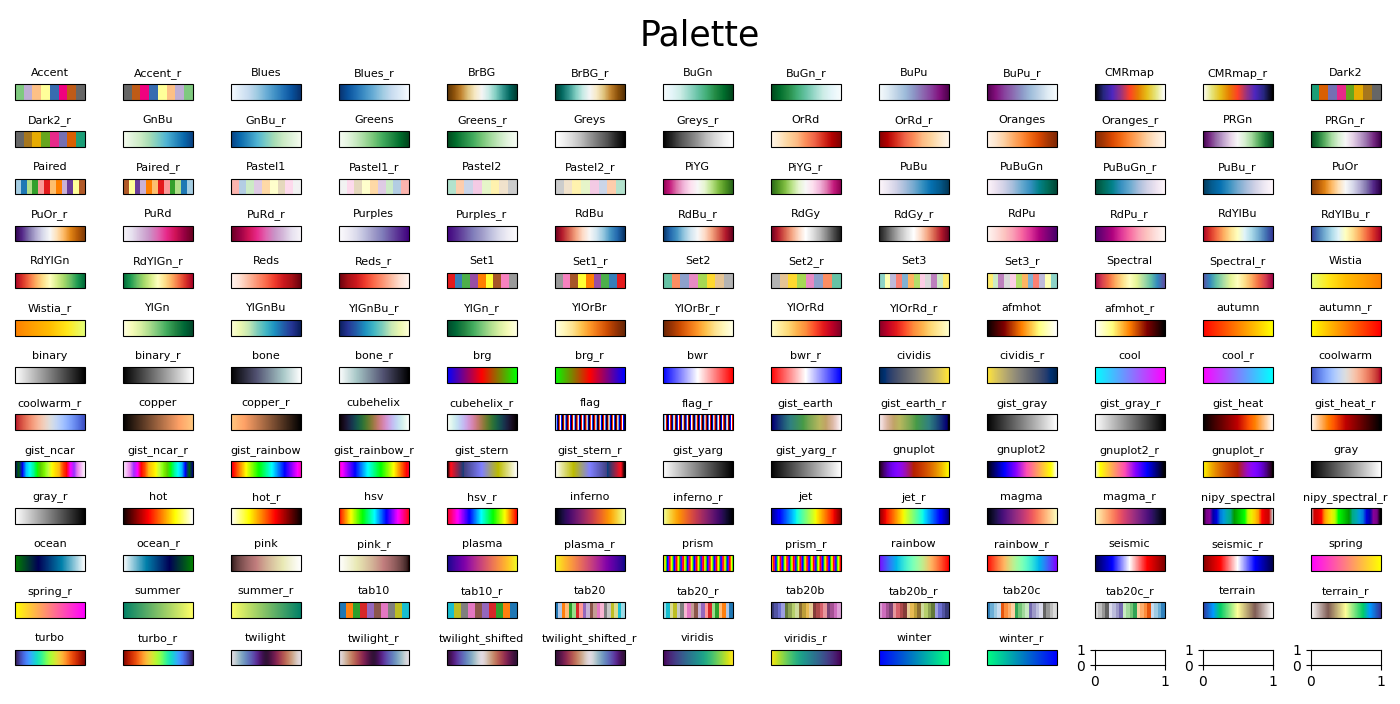 Palette
Accent Accent_r Blues Blues_r BrBG BrBG_r BuGn BuGn_r BuPu BuPu_r CMRmap CMRmap_r Dark2
Dark2_r GnBu GnBu_r Greens Greens_r Greys Greys_r OrRd OrRd_r Oranges Oranges_r PRGn PRGn_r
Paired Paired_r Pastel1 Pastel1_r Pastel2 Pastel2_r PiYG PiYG_r PuBu PuBuGn PuBuGn_r PuBu_r PuOr
PuOr_r PuRd PuRd_r Purples Purples_r RdBu RdBu_r RdGy RdGy_r RdPu RdPu_r RdYlBu RdYlBu_r
RdYlGn RdYlGn_r Reds Reds_r Set1 Set1_r Set2 Set2_r Set3 Set3_r Spectral Spectral_r Wistia
Wistia_r YlGn YlGnBu YlGnBu_r YlGn_r YlOrBr YlOrBr_r YlOrRd YlOrRd_r afmhot afmhot_r autumn autumn_r
binary binary_r bone bone_r brg brg_r bwr bwr_r cividis cividis_r cool cool_r coolwarm
coolwarm_r copper copper_r cubehelix cubehelix_r flag flag_r gist_earth gist_earth_r gist_gray gist_gray_r gist_heat gist_heat_r
gist_ncar gist_ncar_r gist_rainbow gist_rainbow_r gist_stern gist_stern_r gist_yarg gist_yarg_r gnuplot gnuplot2 gnuplot2_r gnuplot_r gray
gray_r hot hot_r hsv hsv_r inferno inferno_r jet jet_r magma magma_r nipy_spectral nipy_spectral_r
ocean ocean_r pink pink_r plasma plasma_r prism prism_r rainbow rainbow_r seismic seismic_r spring
spring_r summer summer_r tab10 tab10_r tab20 tab20_r tab20b tab20b_r tab20c tab20c_r terrain terrain_r
turbo turbo_r twilight twilight_r twilight_shifted twilight_shifted_r viridis viridis_r winter winter_r
1 1 1
0 0 0
0 1 0 1 0 1